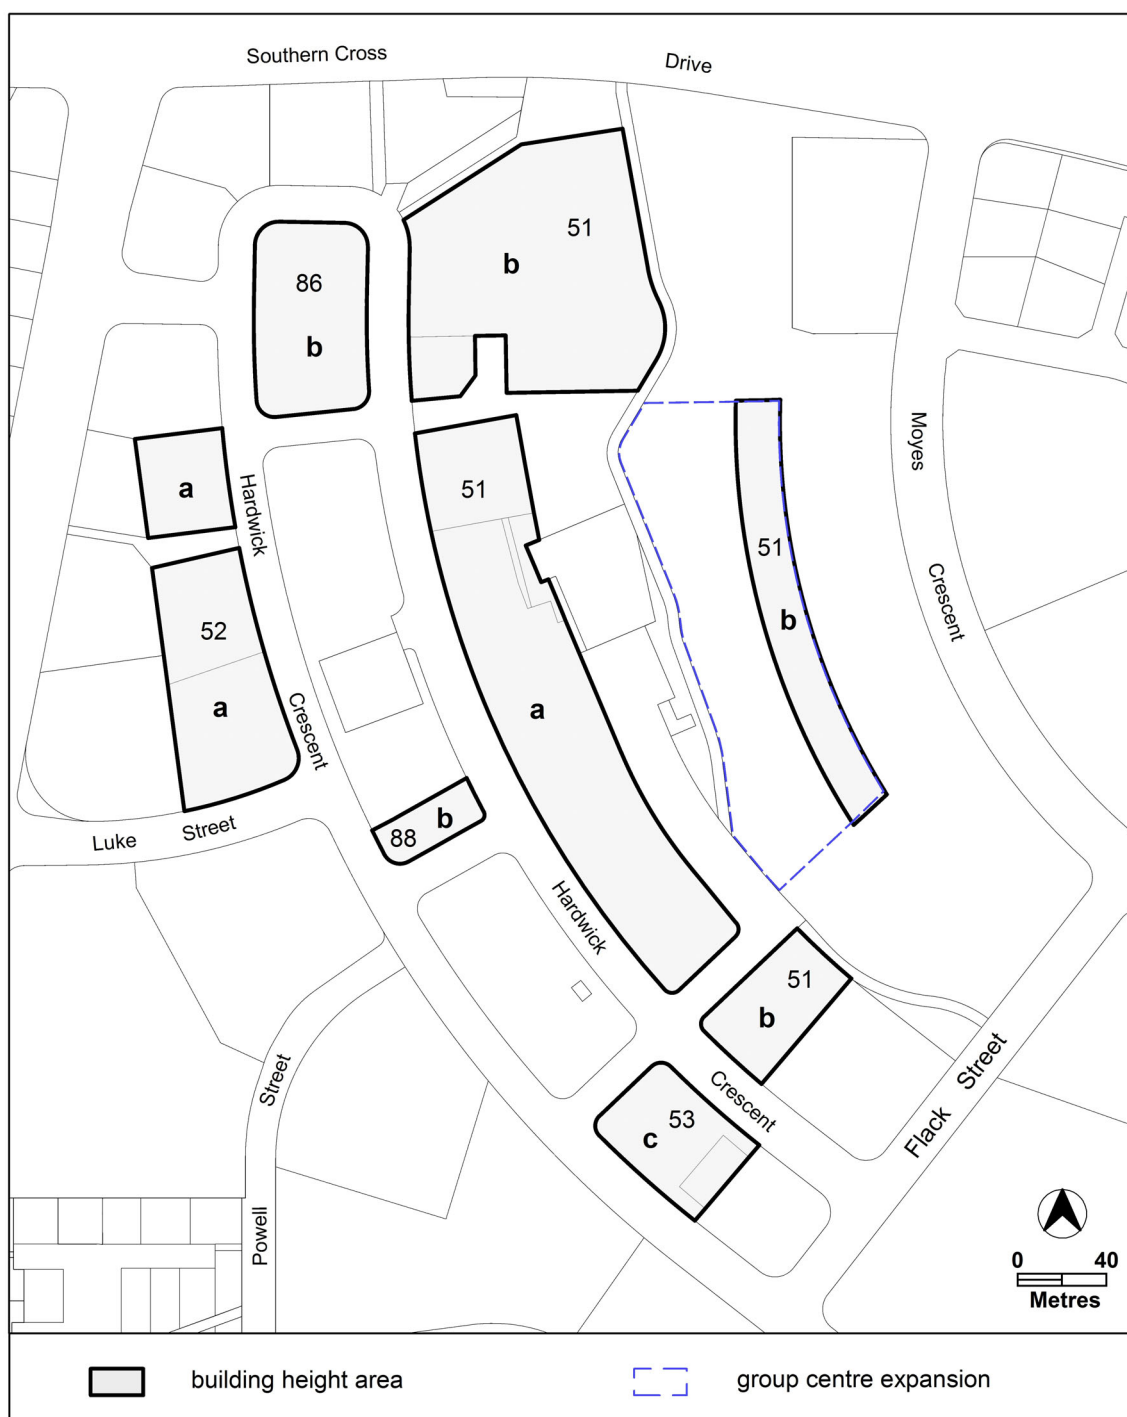 Southern Cross
Drive
51
b
86
b
Moyes
a
Hardwick
51
51
b
Crescent
52
a
a
Crescent
Luke
Street
88
b
Hardwick
51
b
Street
Street
Flack
Crescent
53
c
Powell
0 40
Metres
building height area
group centre expansion